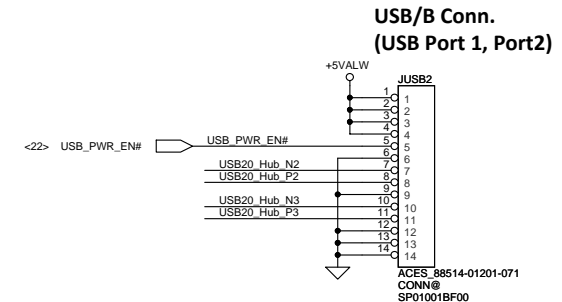 USB/B Conn.
(USB Port 1, Port2)
+5VALW
JUSB2
1 1
2 2
3 3
4 4
<22> USB_PWR_EN# USB_PWR_EN# 5 5
6 6
USB20_Hub_N2 7 7
USB20_Hub_P2 8 8
9 9
USB20_Hub_N3 10 10
USB20_Hub_P3 11 11
12 12
13 13
14 14
ACES_88514-01201-071
CONN@
SP01001BF00